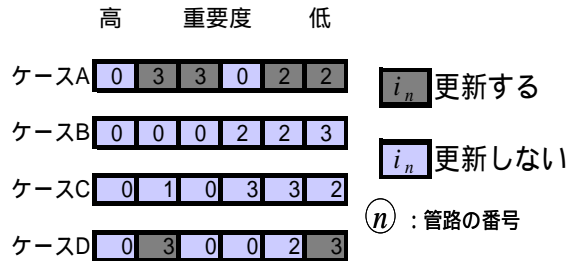 高 重要度 低
ケースA 0 3 3 0 2 2
ケースB 0 0 0 2 2 3
ケースC 0 1 0 3 3 2
ケースD 0 3 0 0 2 3
i_n 更新する
i_n 更新しない
n :管路の番号